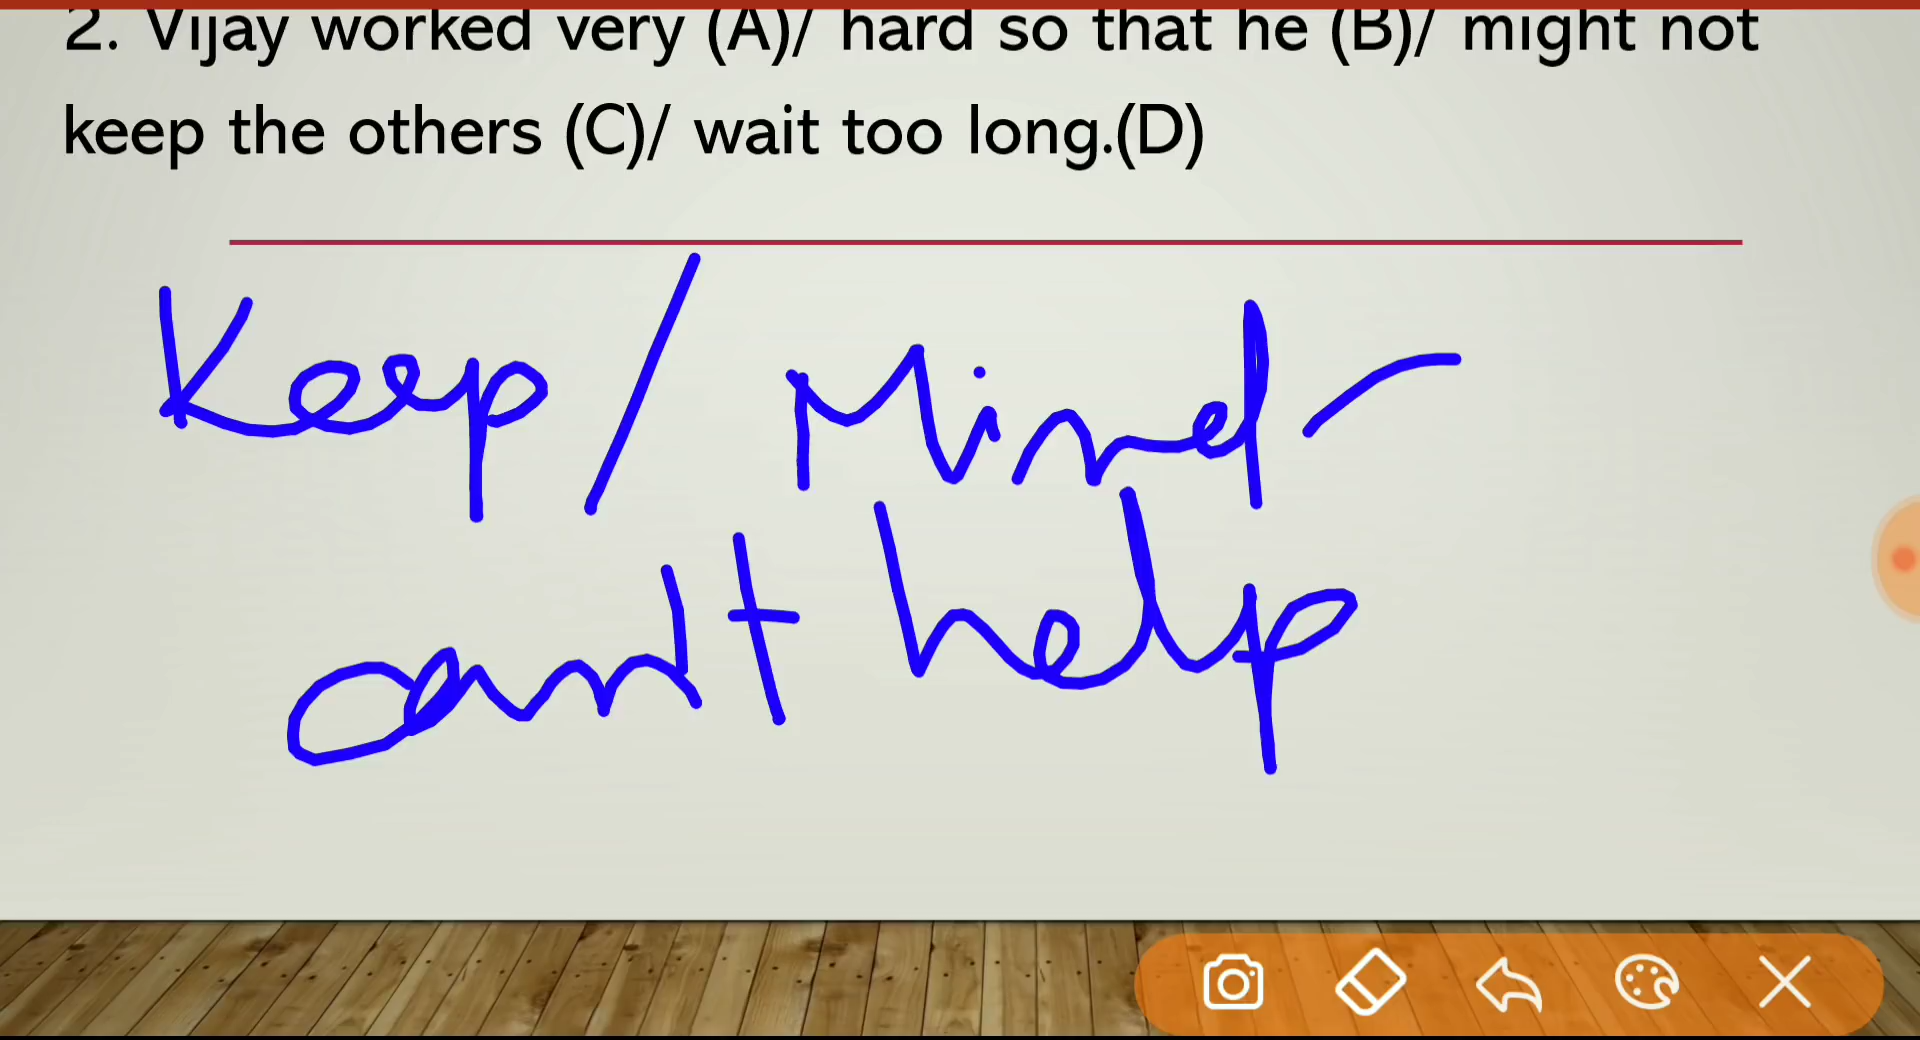 2. Vijay worked very (A)/ hard so that he (B)/ might not
keep the others (C)/ wait too long.(D)
Keep / Mind -
can't help